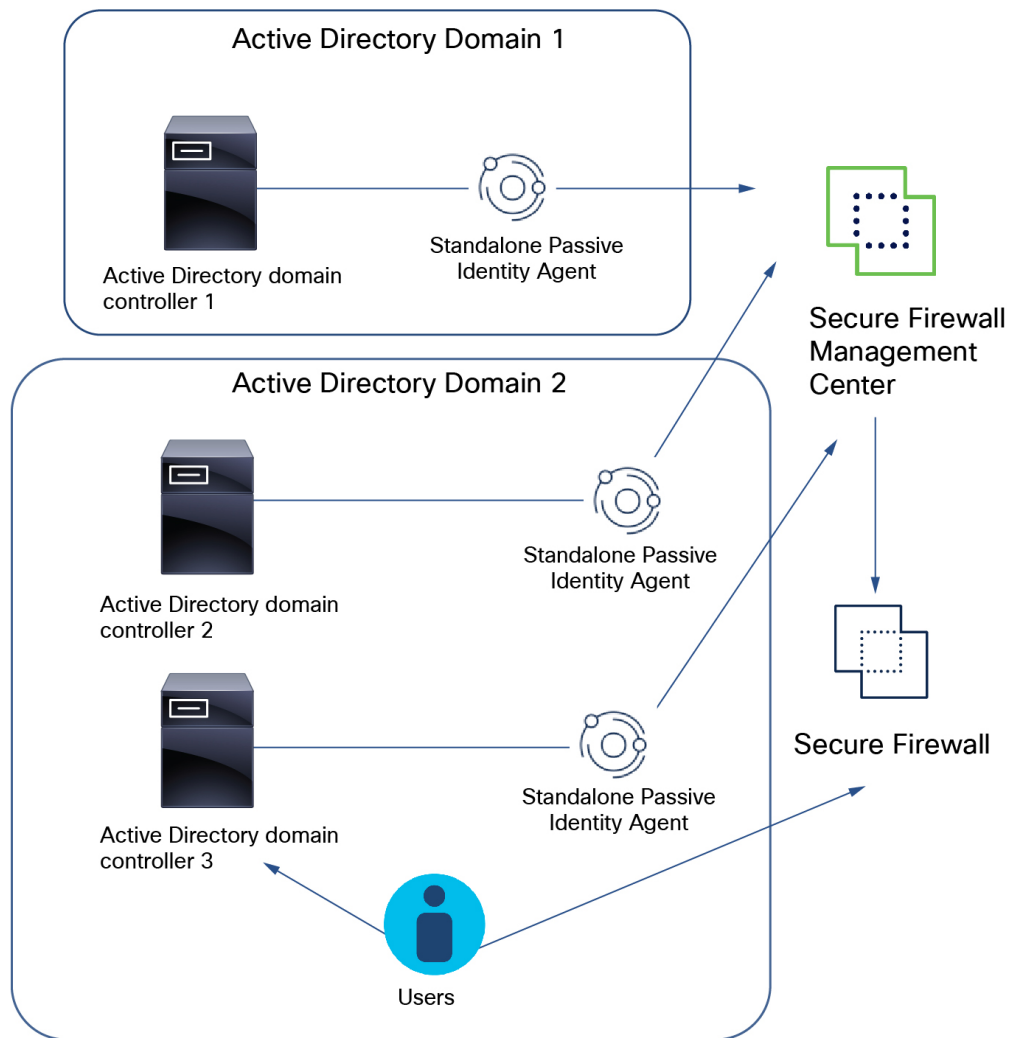 Active Directory Domain 1
Active Directory domain
controller 1
Standalone Passive
Identity Agent
Secure Firewall
Management
Center
Active Directory Domain 2
Active Directory domain
controller 2
Standalone Passive
Identity Agent
Active Directory domain
controller 3
Standalone Passive
Identity Agent
Secure Firewall
Users